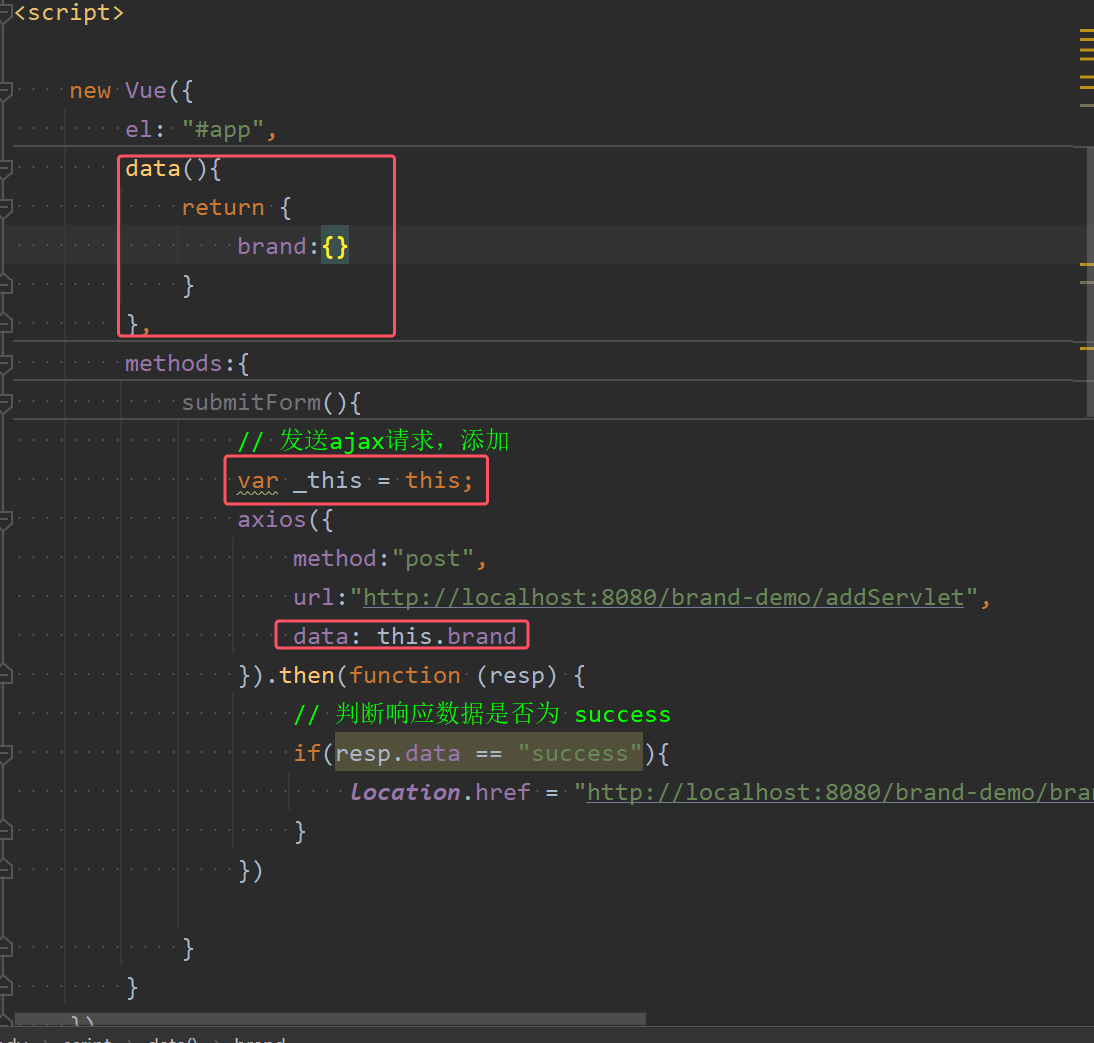 <script>
new Vue({
el: "#app",
data(){
return {
brand:{}
}
},
methods:{
submitForm(){
// 发送ajax请求，添加
var _this = this;
axios({
method:"post",
url:"http://localhost:8080/brand-demo/addServlet",
data: this.brand
}).then(function (resp) {
// 判断响应数据是否为 success
if(resp.data == "success"){
location.href = "http://localhost:8080/brand-demo/bra
}
})
}
}
})
script data() brand